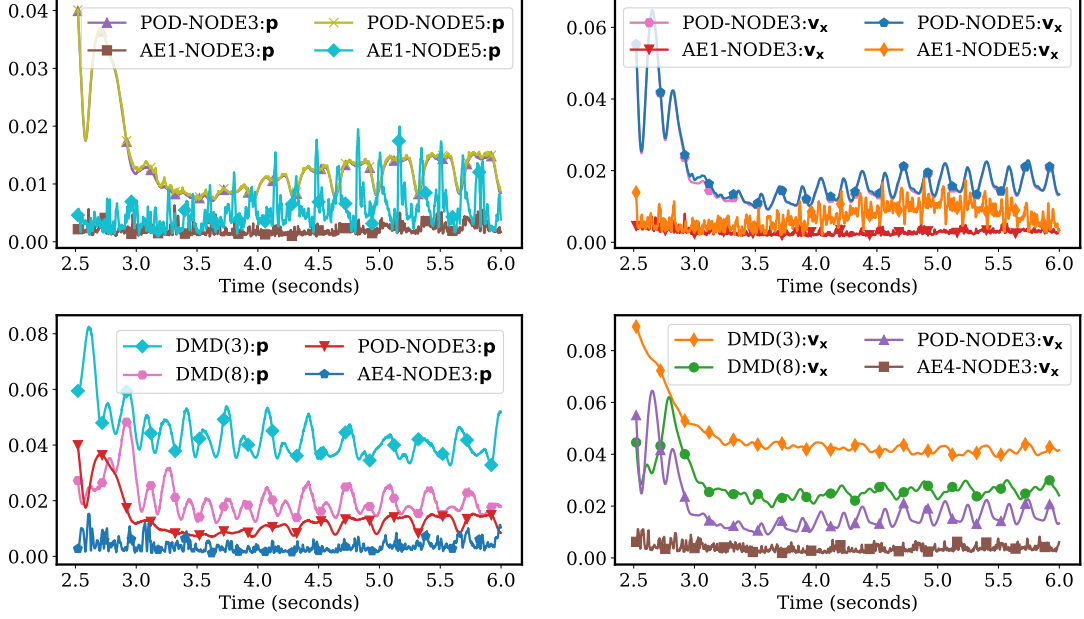 0.04
0.03
0.02
0.01
0.00
POD-NODE3:p POD-NODE5:p
AE1-NODE3:p AE1-NODE5:p
2.5 3.0 3.5 4.0 4.5 5.0 5.5 6.0
Time (seconds)
0.06
0.04
0.02
0.00
POD-NODE3:vx POD-NODE5:vx
AE1-NODE3:vx AE1-NODE5:vx
2.5 3.0 3.5 4.0 4.5 5.0 5.5 6.0
Time (seconds)
0.08
0.06
0.04
0.02
0.00
DMD(3):p POD-NODE3:p
DMD(8):p AE4-NODE3:p
2.5 3.0 3.5 4.0 4.5 5.0 5.5 6.0
Time (seconds)
0.08
0.06
0.04
0.02
0.00
DMD(3):vx POD-NODE3:vx
DMD(8):vx AE4-NODE3:vx
2.5 3.0 3.5 4.0 4.5 5.0 5.5 6.0
Time (seconds)